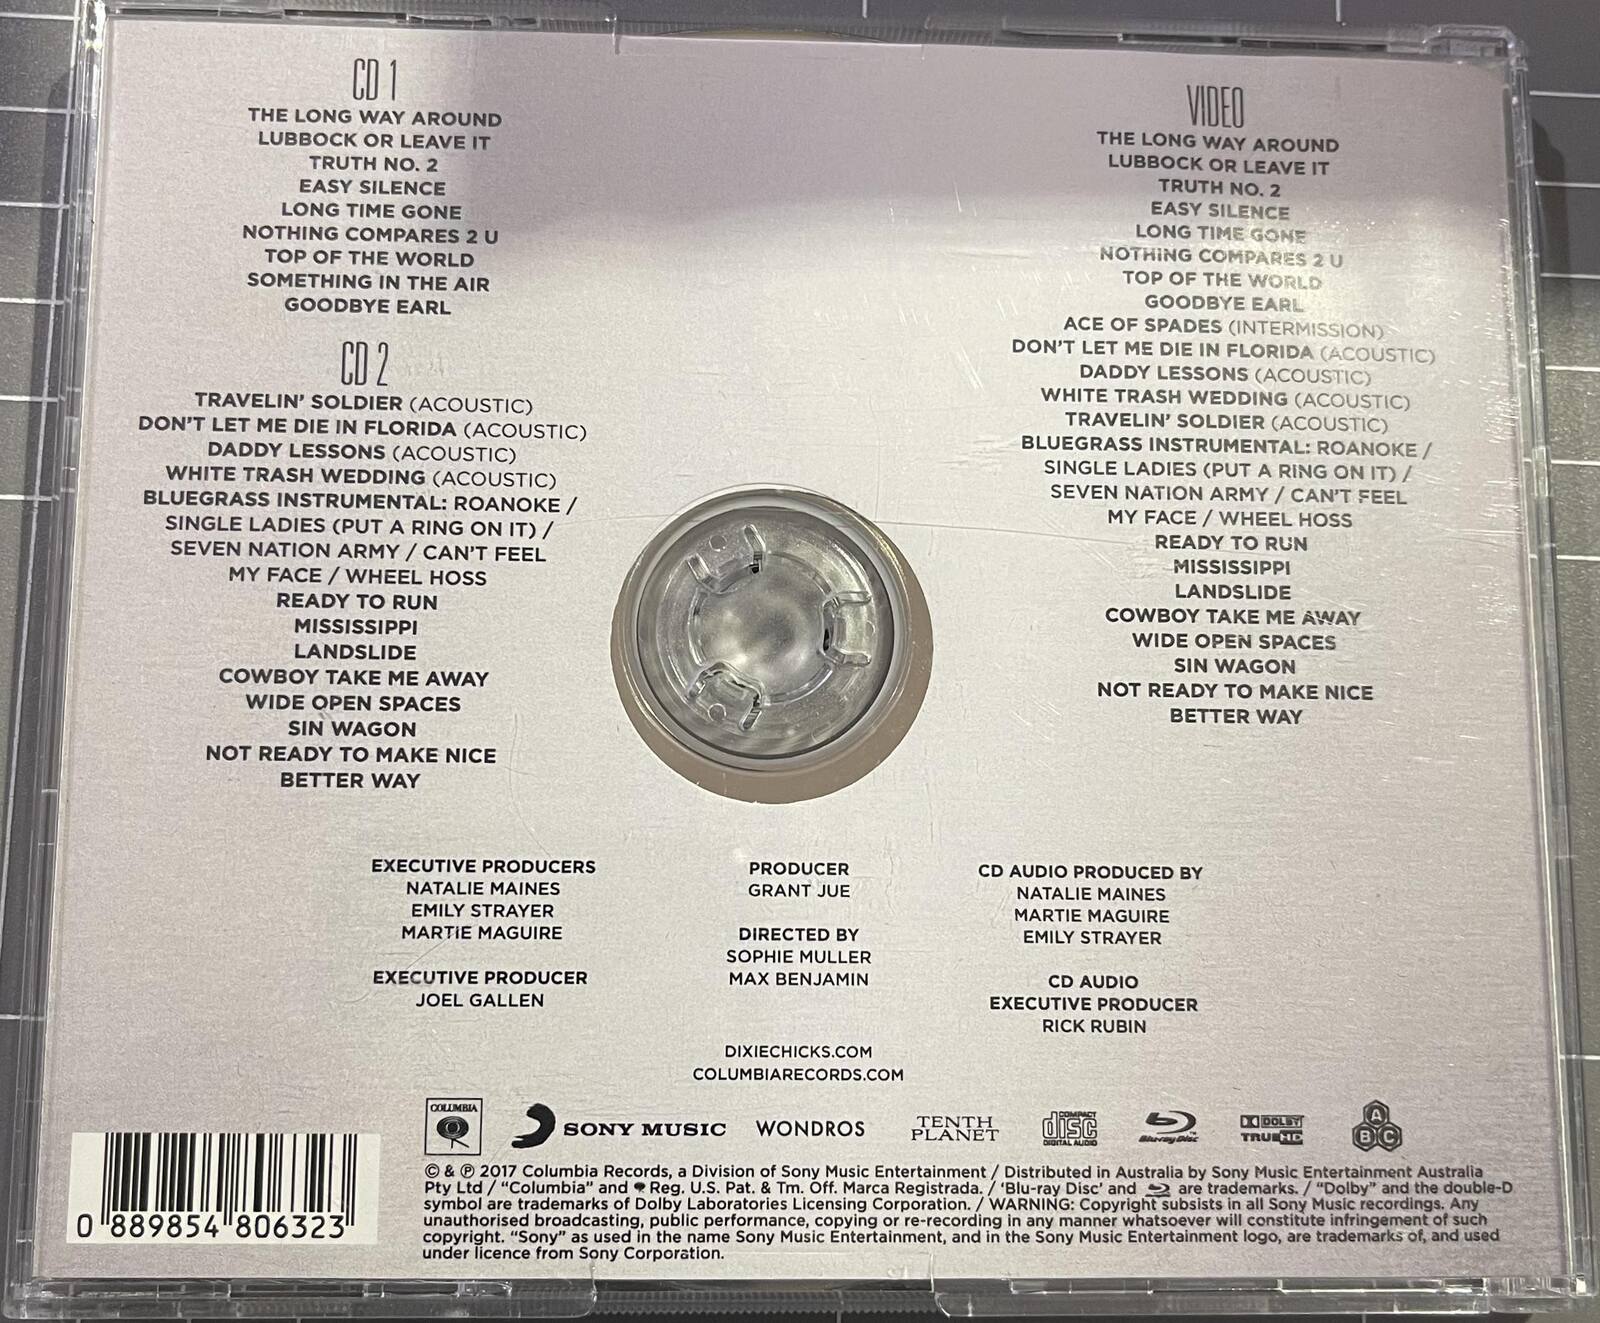 CD 1
THE LONG WAY AROUND
LUBBOCK OR LEAVE IT
TRUTH NO. 2
EASY SILENCE
LONG TIME GONE
NOTHING COMPARES 2 U
TOP OF THE WORLD
SOMETHING IN THE AIR
GOODBYE EARL
CD 2
TRAVELIN' SOLDIER (ACOUSTIC)
DON'T LET ME DIE IN FLORIDA (ACOUSTIC)
DADDY LESSONS (ACOUSTIC)
WHITE TRASH WEDDING (ACOUSTIC)
BLUEGRASS INSTRUMENTAL: ROANOKE /
SINGLE LADIES (PUT A RING ON IT) /
SEVEN NATION ARMY / CAN'T FEEL
MY FACE / WHEEL HOSS
READY TO RUN
MISSISSIPPI
LANDSLIDE
COWBOY TAKE ME AWAY
WIDE OPEN SPACES
SIN WAGON
NOT READY TO MAKE NICE
BETTER WAY
VIDEO
THE LONG WAY AROUND
LUBBOCK OR LEAVE IT
TRUTH NO. 2
EASY SILENCE
LONG TIME GONE
NOTHING COMPARES 2 U
TOP OF THE WORLD
GOODBYE EARL
ACE OF SPADES (INTERMISSION)
DON'T LET ME DIE IN FLORIDA (ACOUSTIC)
DADDY LESSONS (ACOUSTIC)
WHITE TRASH WEDDING (ACOUSTIC)
TRAVELIN' SOLDIER (ACOUSTIC)
BLUEGRASS INSTRUMENTAL: ROANOKE /
SINGLE LADIES (PUT A RING ON IT) /
SEVEN NATION ARMY / CAN'T FEEL
MY FACE / WHEEL HOSS
READY TO RUN
MISSISSIPPI
LANDSLIDE
COWBOY TAKE ME AWAY
WIDE OPEN SPACES
SIN WAGON
NOT READY TO MAKE NICE
BETTER WAY
EXECUTIVE PRODUCERS
NATALIE MAINES
EMILY STRAYER
MARTIE MAGUIRE
EXECUTIVE PRODUCER
JOEL GALLEN
PRODUCER
GRANT JUE
DIRECTED BY
SOPHIE MULLER
MAX BENJAMIN
CD AUDIO PRODUCED BY
NATALIE MAINES
MARTIE MAGUIRE
EMILY STRAYER
CD AUDIO
EXECUTIVE PRODUCER
RICK RUBIN
DIXIECHICKS.COM
COLUMBIARECORDS.COM
COLUMBIA
SONY MUSIC
WONDROS
TENTH
PLANET
COMPACT
disc
DIGITAL AUDIO
Blu-ray Disc
DOLBY
TRUEHD
A
B C
0 889854 806323
© & ℗ 2017 Columbia Records, a Division of Sony Music Entertainment / Distributed in Australia by Sony Music Entertainment Australia
Pty Ltd / "Columbia" and Reg. U.S. Pat. & Tm. Off. Marca Registrada. / 'Blu-ray Disc' and are trademarks. / "Dolby" and the double-D
symbol are trademarks of Dolby Laboratories Licensing Corporation. / WARNING: Copyright subsists in all Sony Music recordings. Any
unauthorised broadcasting, public performance, copying or re-recording in any manner whatsoever will constitute infringement of such
copyright. "Sony" as used in the name Sony Music Entertainment, and in the Sony Music Entertainment logo, are trademarks of, and used
under licence from Sony Corporation.